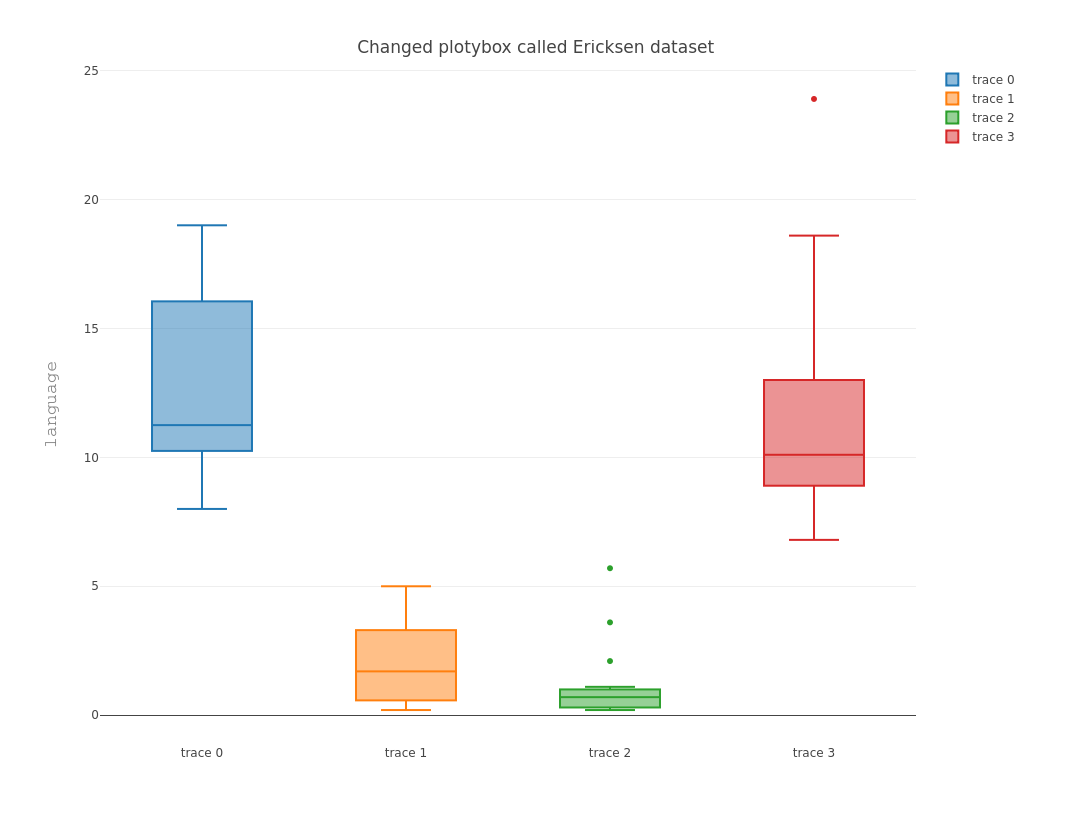 Changed plotybox called Ericksen dataset
trace 0
trace 1
trace 2
trace 3
language
25
20
15
10
5
0
trace 0
trace 1
trace 2
trace 3